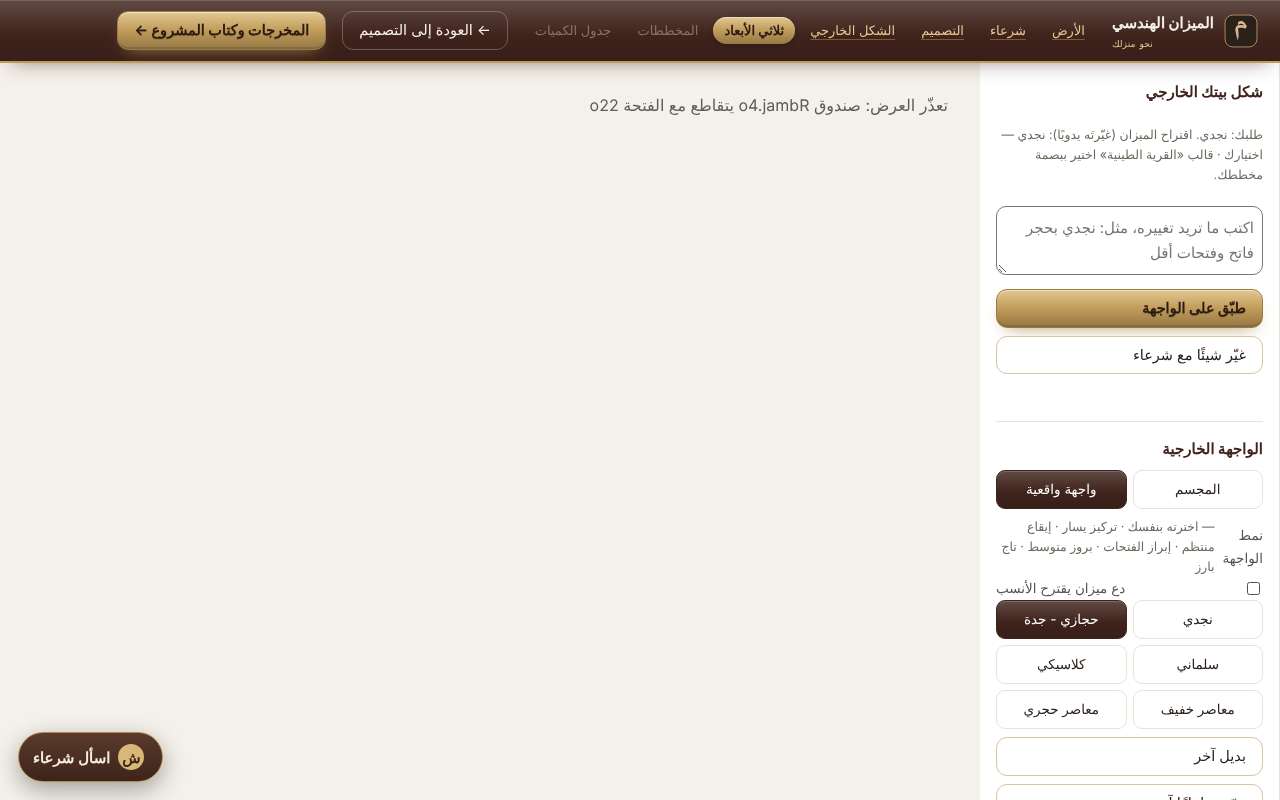 الميزان الهندسي
نحو منزلك
الأرض
شرعاء
التصميم
الشكل الخارجي
ثلاثي الأبعاد
المخططات
جدول الكميات
← العودة إلى التصميم
المخرجات وكتاب المشروع →
شكل بيتك الخارجي
طلبك: نجدي. اقتراح الميزان (غيّرتَه يدويًا): نجدي —
اختيارك · قالب «القرية الطينية» اختير ببصمة
مخططك.
اكتب ما تريد تغييره، مثل: نجدي بحجر
فاتح وفتحات أقل
طبّق على الواجهة
غيّر شيئًا مع شرعاء
الواجهة الخارجية
المجسم
واجهة واقعية
نمط
الواجهة
— اخترته بنفسك · تركيز يسار · إيقاع
منتظم · إبراز الفتحات · بروز متوسط · تاج
بارز
دع ميزان يقترح الأنسب
نجدي
حجازي - جدة
سلماني
كلاسيكي
معاصر خفيف
معاصر حجري
بديل آخر
تعذّر العرض: صندوق o4.jambR يتقاطع مع الفتحة o22
ش
اسأل شرعاء